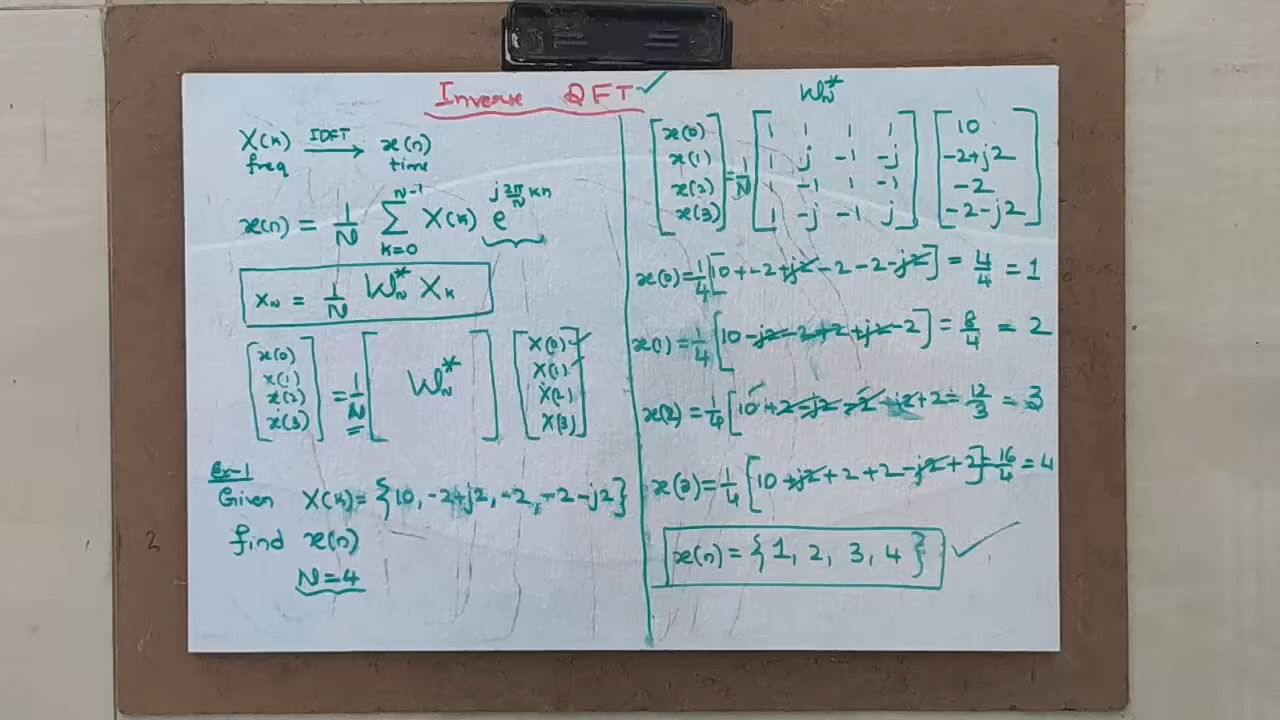 Inverse DFT ✓
X(k) IDFT → x(n)
freq time
x(n) = 1/N ∑_{k=0}^{N-1} X(k) e^{j 2π/N kn}
x_N = 1/N W_N^* X_k
[x(0) x(1) x(2) x(3)] = 1/N [W_N^*] [X(0) X(1) X(2) X(3)]
Ex-1
Given X(k) = {10, -2+j2, -2, -2-j2}
find x(n)
N=4
W_N^*
[x(0)] = 1/N [1 1 1 1] [10]
[x(1)] [1 j -1 -j] [-2+j2]
[x(2)] [1 -1 1 -1] [-2]
[x(3)] [1 -j -1 j] [-2-j2]
x(0) = 1/4 [10+-2+j2-2-2-j2] = 4/4 = 1
x(1) = 1/4 [10-j2-2+2+j2-2] = 8/4 = 2
x(2) = 1/4 [10+2-j2-2+j2+2 = 12/3 = 3
x(3) = 1/4 [10+j2+2+2-j2+2] = 16/4 = 4
x(n) = {1, 2, 3, 4} ✓
2